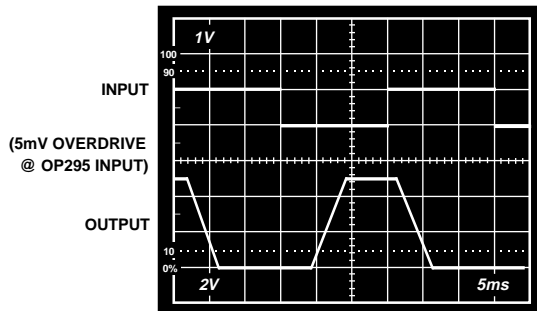 1V
100
90
INPUT
(5mV OVERDRIVE
@ OP295 INPUT)
OUTPUT
10
0%
2V
5ms